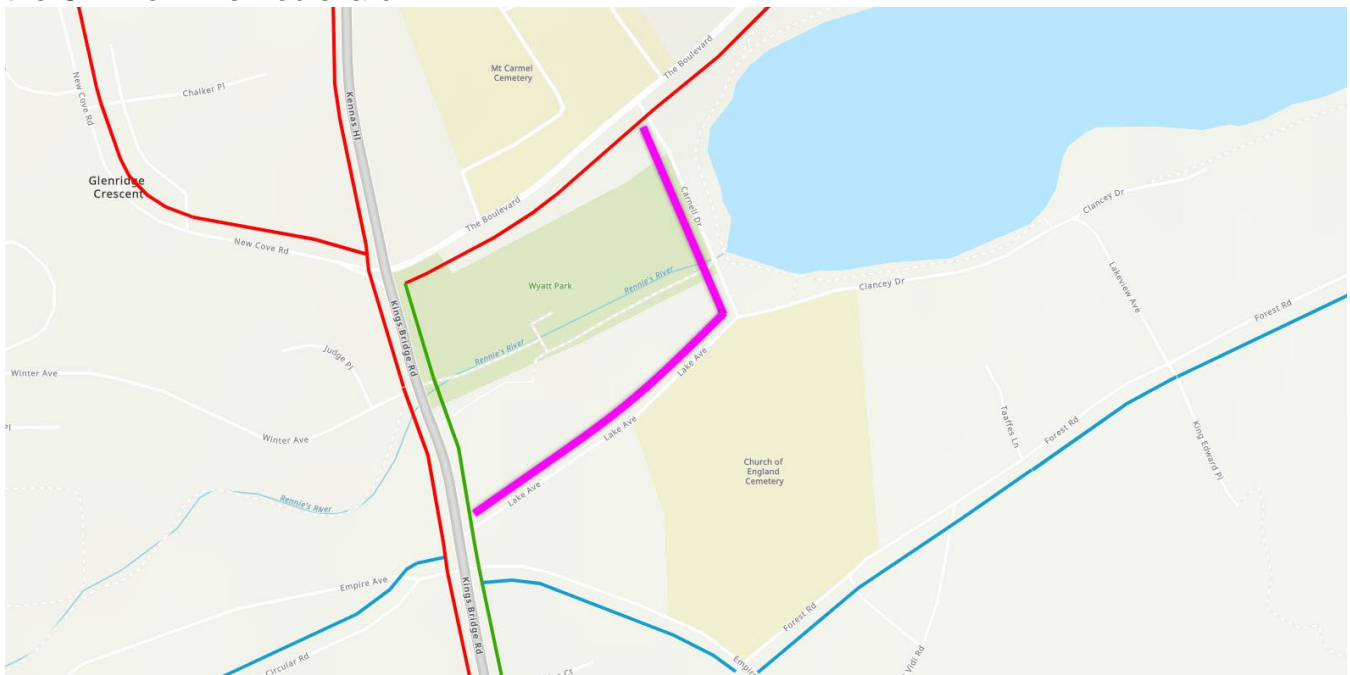 Mt Carmel
Cemetery
The Boulevard
New Cove Rd
Chalker Pl
Kennas Hl
Glenridge
Crescent
Carnell Dr
The Boulevard
Clancey Dr
New Cove Rd
Wyatt Park
Rennie's River
Clancey Dr
Lakeview Ave
Forest Rd
Kings Bridge Rd
Judge Pl
Rennie's River
Lake Ave
Winter Ave
Winter Ave
Lake Ave
Taaffes Ln
Forest Rd
King Edward Pl
Church of
England
Cemetery
Lake Ave
Rennie's River
Empire Ave
Kings Bridge Rd
Forest Rd
Circular Rd
Vidi Rd